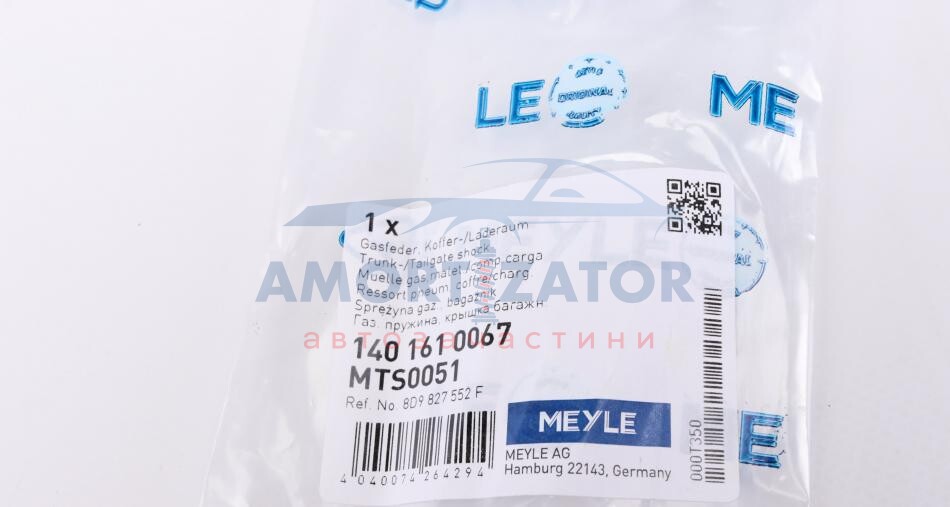 LE
MEYLE
ORIGINAL
ME
1 x
Gasfeder, Koffer-/Laderaum
Trunk-/Tailgate shock
Muelle gas,malet./comp.carga
Ressort pneum, coffre/charg.
Sprężyna gaz., bagażnik
Газ. пружина, крышка багажн
AMORTIZATOR
автозапчастини
140 161 0067
MTS0051
Ref. No. 8D9 827 552 F
4 040074 264294
MEYLE
MEYLE AG
Hamburg 22143, Germany
000T350
E